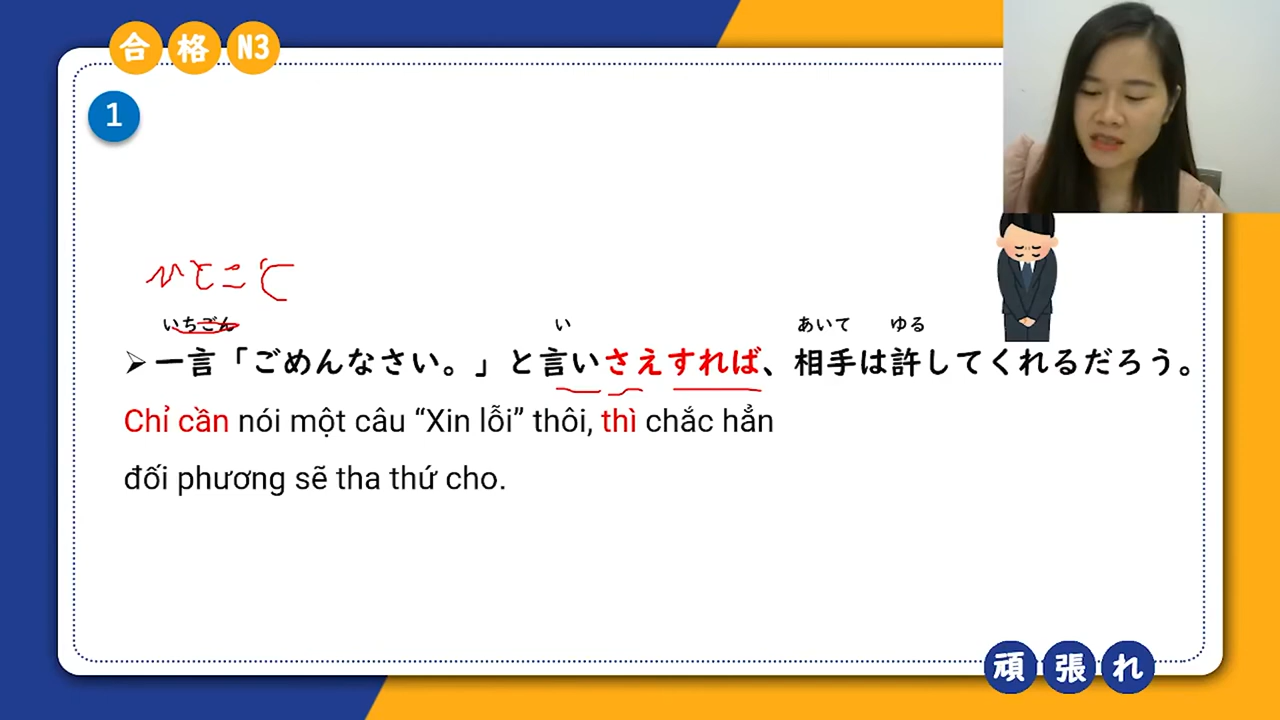 合格N3
1
ひとこと
いちごん い あいて ゆる
一言「ごめんなさい。」と言いさえすれば、相手は許してくれるだろう。
Chỉ cần nói một câu “Xin lỗi” thôi, thì chắc hẳn
đối phương sẽ tha thứ cho.
頑張れ